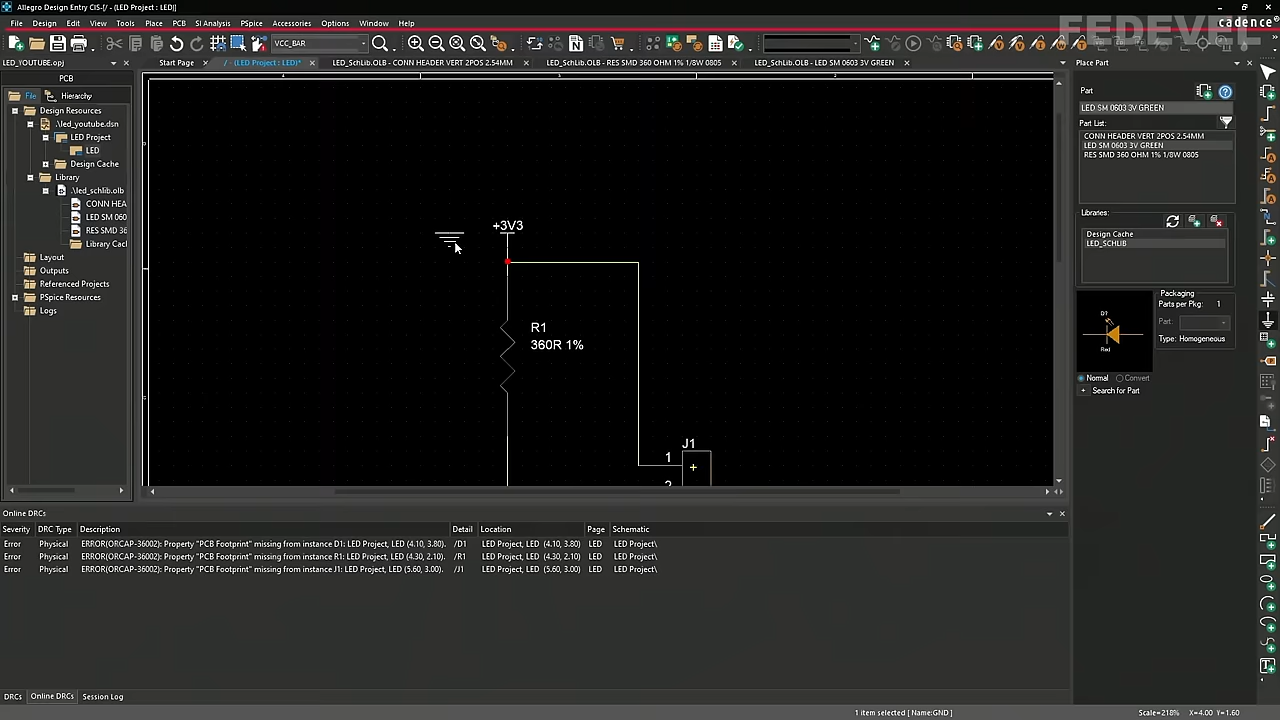 Allegro Design Entry CIS-[/ - (LED Project : LED)]
FEDEVEL
cadence
File Design Edit View Tools Place PCB SI Analysis PSpice Accessories Options Window Help
VCC_BAR
LED_YOUTUBE.opj
Start Page
/ - (LED Project : LED)*
LED_SchLib.OLB - CONN HEADER VERT 2POS 2.54MM
LED_SchLib.OLB - RES SMD 360 OHM 1% 1/8W 0805
LED_SchLib.OLB - LED SM 0603 3V GREEN
Place Part
PCB
File Hierarchy
Design Resources
.\led_youtube.dsn
LED Project
LED
Design Cache
Library
.\led_schlib.olb
CONN HEA
LED SM 060
RES SMD 36
Library Cacl
Layout
Outputs
Referenced Projects
PSpice Resources
Logs
+3V3
R1
360R 1%
J1
1
2
Part
LED SM 0603 3V GREEN
Part List:
CONN HEADER VERT 2POS 2.54MM
LED SM 0603 3V GREEN
RES SMD 360 OHM 1% 1/8W 0805
Libraries:
Design Cache
LED_SCHLIB
D?
Red
Packaging
Parts per Pkg: 1
Part:
Type: Homogeneous
Normal Convert
+ Search for Part
Online DRCs
Severity DRC Type Description Detail Location Page Schematic
Error Physical ERROR(ORCAP-36002): Property "PCB Footprint" missing from instance D1: LED Project, LED (4.10, 3.80). /D1 LED Project, LED (4.10, 3.80) LED LED Project\
Error Physical ERROR(ORCAP-36002): Property "PCB Footprint" missing from instance R1: LED Project, LED (4.30, 2.10). /R1 LED Project, LED (4.30, 2.10) LED LED Project\
Error Physical ERROR(ORCAP-36002): Property "PCB Footprint" missing from instance J1: LED Project, LED (5.60, 3.00). /J1 LED Project, LED (5.60, 3.00) LED LED Project\
DRCs Online DRCs Session Log
1 item selected [ Name:GND ]
Scale=218% X=4.00 Y=1.60